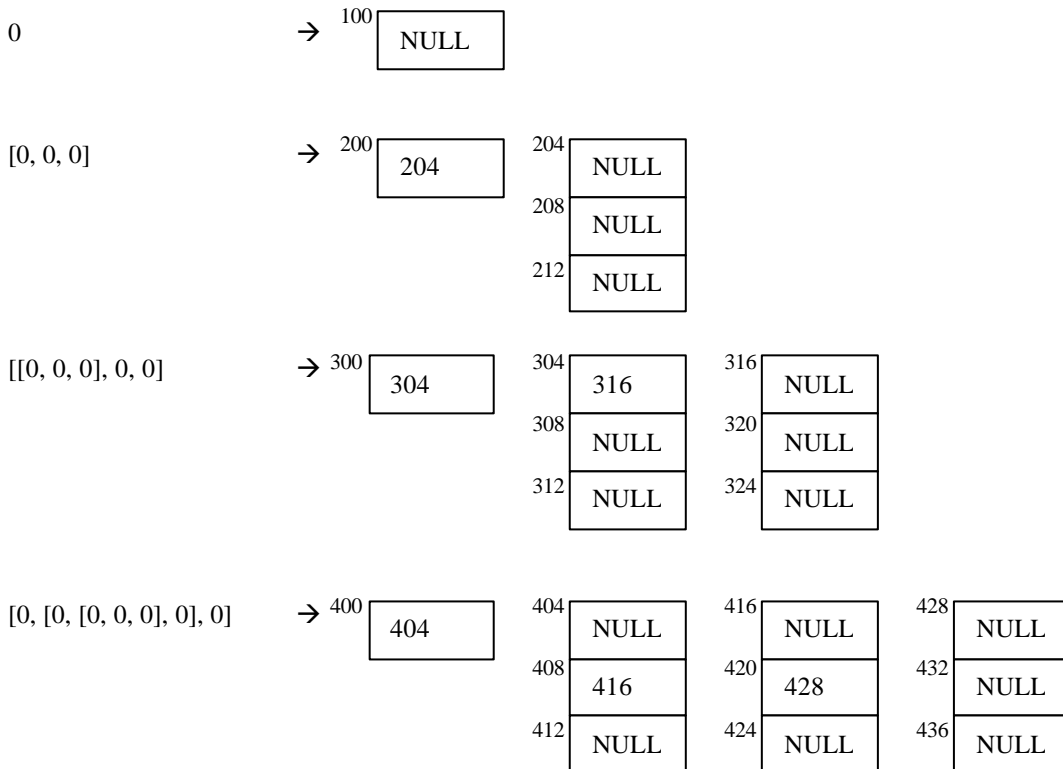 0 → 100 NULL
[0, 0, 0] → 200 204 204 NULL
208 NULL
212 NULL
[[0, 0, 0], 0, 0] → 300 304 304 316 316 NULL
308 NULL 320 NULL
312 NULL 324 NULL
[0, [0, [0, 0, 0], 0], 0] → 400 404 404 NULL 416 NULL 428 NULL
408 416 420 428 432 NULL
412 NULL 424 NULL 436 NULL